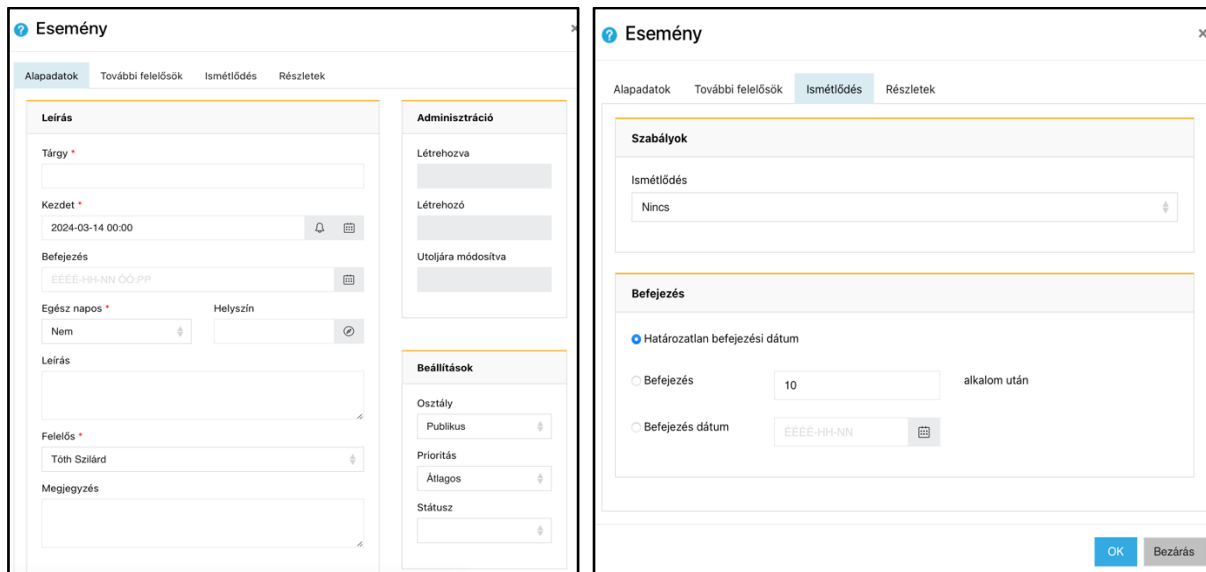 Esemény
Alapadatok További felelősök Ismétlődés Részletek
Leírás
Tárgy *
Kezdet *
2024-03-14 00:00
Befejezés
ÉÉÉÉ-HH-NN ÓÓ:PP
Egész napos * Helyszín
Nem
Leírás
Felelős *
Tóth Szilárd
Megjegyzés
Adminisztráció
Létrehozva
Létrehozó
Utoljára módosítva
Beállítások
Osztály
Publikus
Prioritás
Átlagos
Státusz
Esemény
Alapadatok További felelősök Ismétlődés Részletek
Szabályok
Ismétlődés
Nincs
Befejezés
Határozatlan befejezési dátum
Befejezés 10 alkalom után
Befejezés dátum ÉÉÉÉ-HH-NN
OK Bezárás